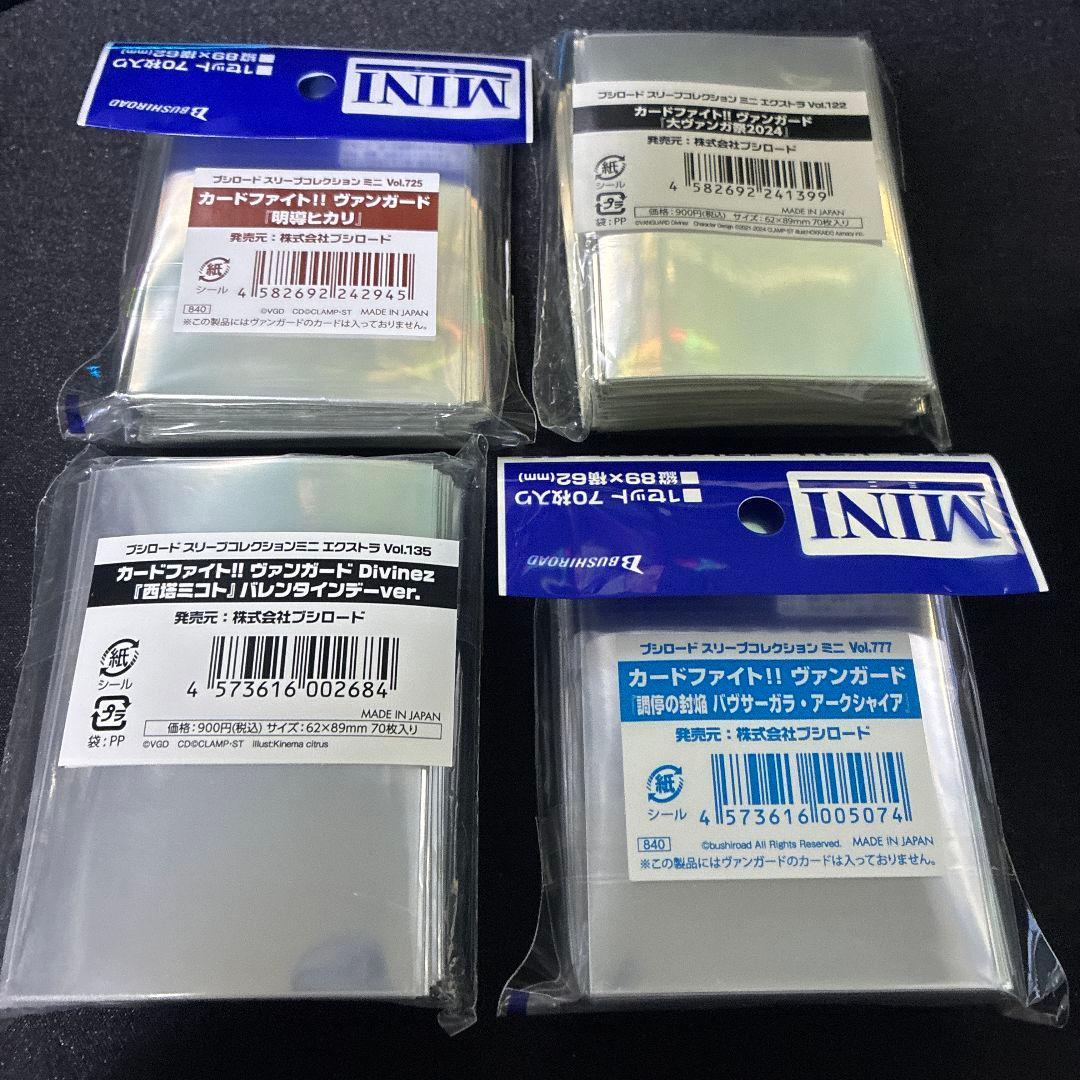 ■1セット 70枚入り
■縦89×横62(mm)
BUSHIROAD
MINI
ブシロード スリーブコレクション ミニ Vol.725
カードファイト!! ヴァンガード
『明導ヒカリ』
発売元：株式会社ブシロード
紙
シール
4 582692 242945
840
©VGD CD©CLAMP・ST MADE IN JAPAN
※この製品にはヴァンガードのカードは入っておりません。
ブシロード スリーブコレクション ミニ エクストラ Vol.122
カードファイト!! ヴァンガード
『大ヴァンガ祭2024』
発売元：株式会社ブシロード
紙
シール
プラ
袋：PP
4 582692 241399
MADE IN JAPAN
価格：900円(税込) サイズ：62×89mm 70枚入り
ブシロード スリーブコレクションミニ エクストラ Vol.135
カードファイト!! ヴァンガード Divinez
『西塔ミコト』バレンタインデーver.
発売元：株式会社ブシロード
紙
シール
プラ
袋：PP
4 573616 002684
MADE IN JAPAN
価格：900円(税込) サイズ：62×89mm 70枚入り
©VGD CD©CLAMP・ST Illust:Kinema citrus
■1セット 70枚入り
■縦89×横62(mm)
BUSHIROAD
ミニ
MINI
ブシロード スリーブコレクション ミニ Vol.777
カードファイト!! ヴァンガード
『調停の封焔 バヴサーガラ・アークシャイア』
発売元：株式会社ブシロード
紙
シール
4 573616 005074
840
©bushiroad All Rights Reserved. MADE IN JAPAN
※この製品にはヴァンガードのカードは入っておりません。